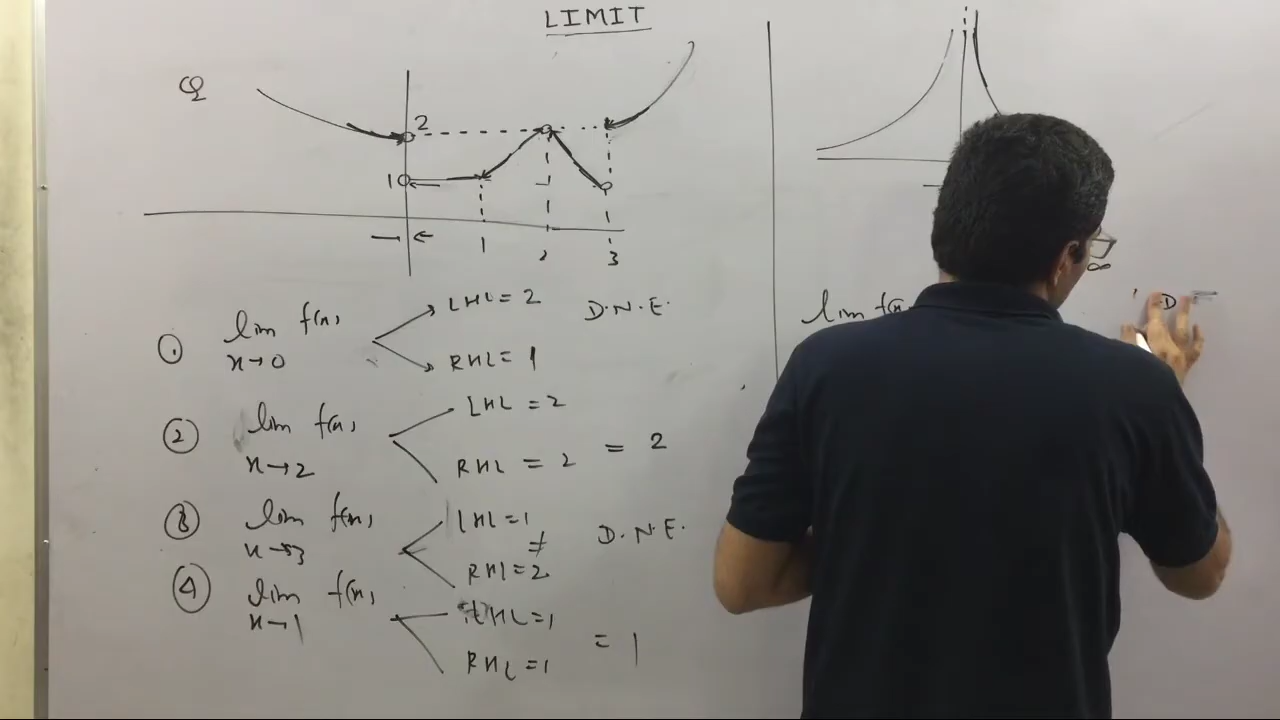 LIMIT
Q
2
1
1 2 3
① lim f(x) LHL = 2 D.N.E.
x→0 RHL = 1
② lim f(x) LHL = 2
x→2 RHL = 2 = 2
③ lim f(x) LHL = 1
≠ D.N.E.
x→3 RHL = 2
④ lim f(x) LHL = 1
x→1 RHL = 1 = 1
∞
lim f(x
D